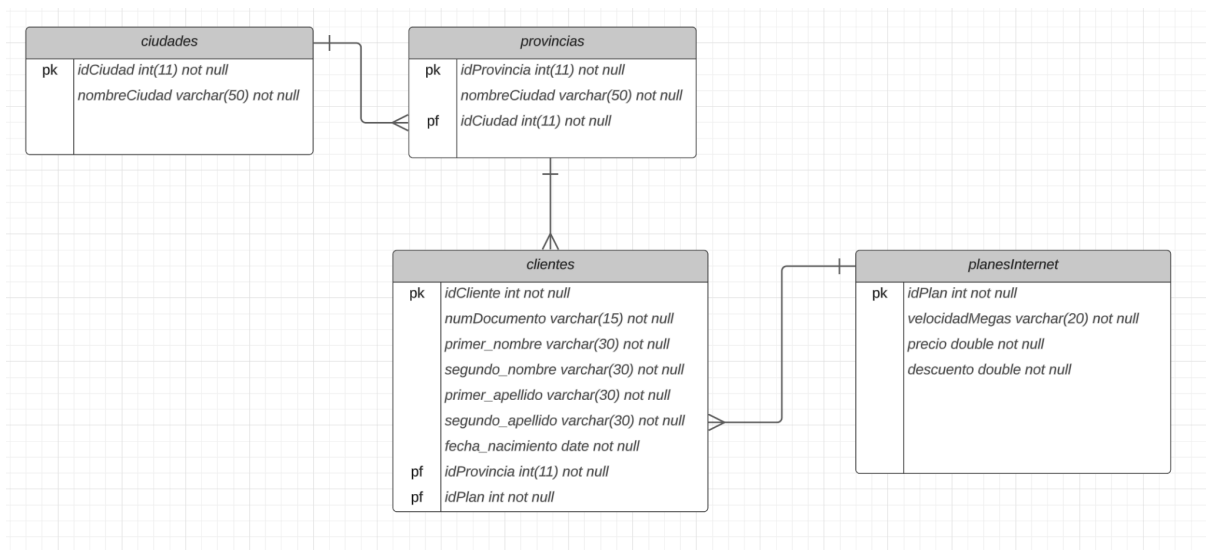 ciudades
pk idCiudad int(11) not null
nombreCiudad varchar(50) not null
provincias
pk idProvincia int(11) not null
nombreCiudad varchar(50) not null
pf idCiudad int(11) not null
clientes
pk idCliente int not null
numDocumento varchar(15) not null
primer_nombre varchar(30) not null
segundo_nombre varchar(30) not null
primer_apellido varchar(30) not null
segundo_apellido varchar(30) not null
fecha_nacimiento date not null
pf idProvincia int(11) not null
pf idPlan int not null
planesInternet
pk idPlan int not null
velocidadMegas varchar(20) not null
precio double not null
descuento double not null